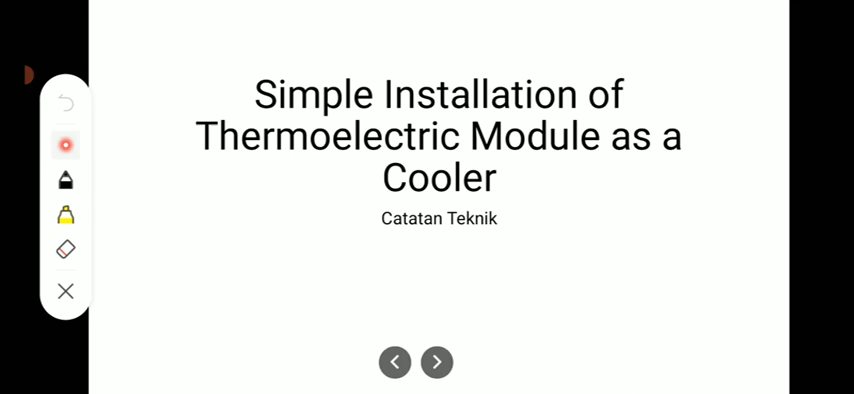 Simple Installation of
Thermoelectric Module as a
Cooler
Catatan Teknik